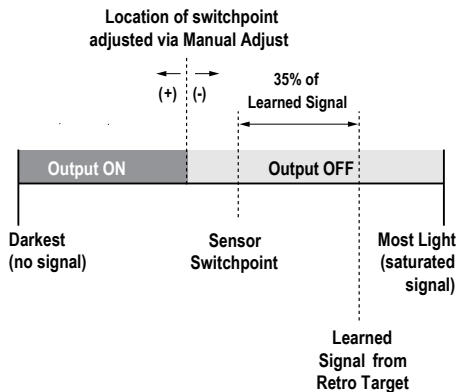 Location of switchpoint
adjusted via Manual Adjust
35% of
Learned Signal
(+) (-)
Output ON
Output OFF
Darkest
(no signal)
Sensor
Switchpoint
Most Light
(saturated
signal)
Learned
Signal from
Retro Target